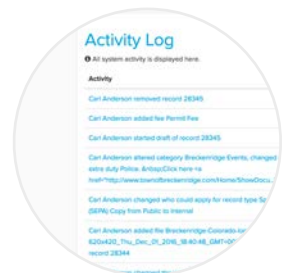 Activity Log
All system activity is displayed here.
Activity
Carl Anderson removed record 28345
Carl Anderson added fee Permit Fee
Carl Anderson started draft of record 28345
Carl Anderson altered category Breckenridge Events, changed
extra duty Police. &nbsp;Click here <a
href="http://www.townofbreckenridge.com/Home/ShowDocu...
Carl Anderson changed who could apply for record type
(SEPA) Copy from Public to Internal
Carl Anderson added file Breckenridge-Colorado-
620x420_Thu_Dec_01_2016_18:40:48_GMT+00
record 28344